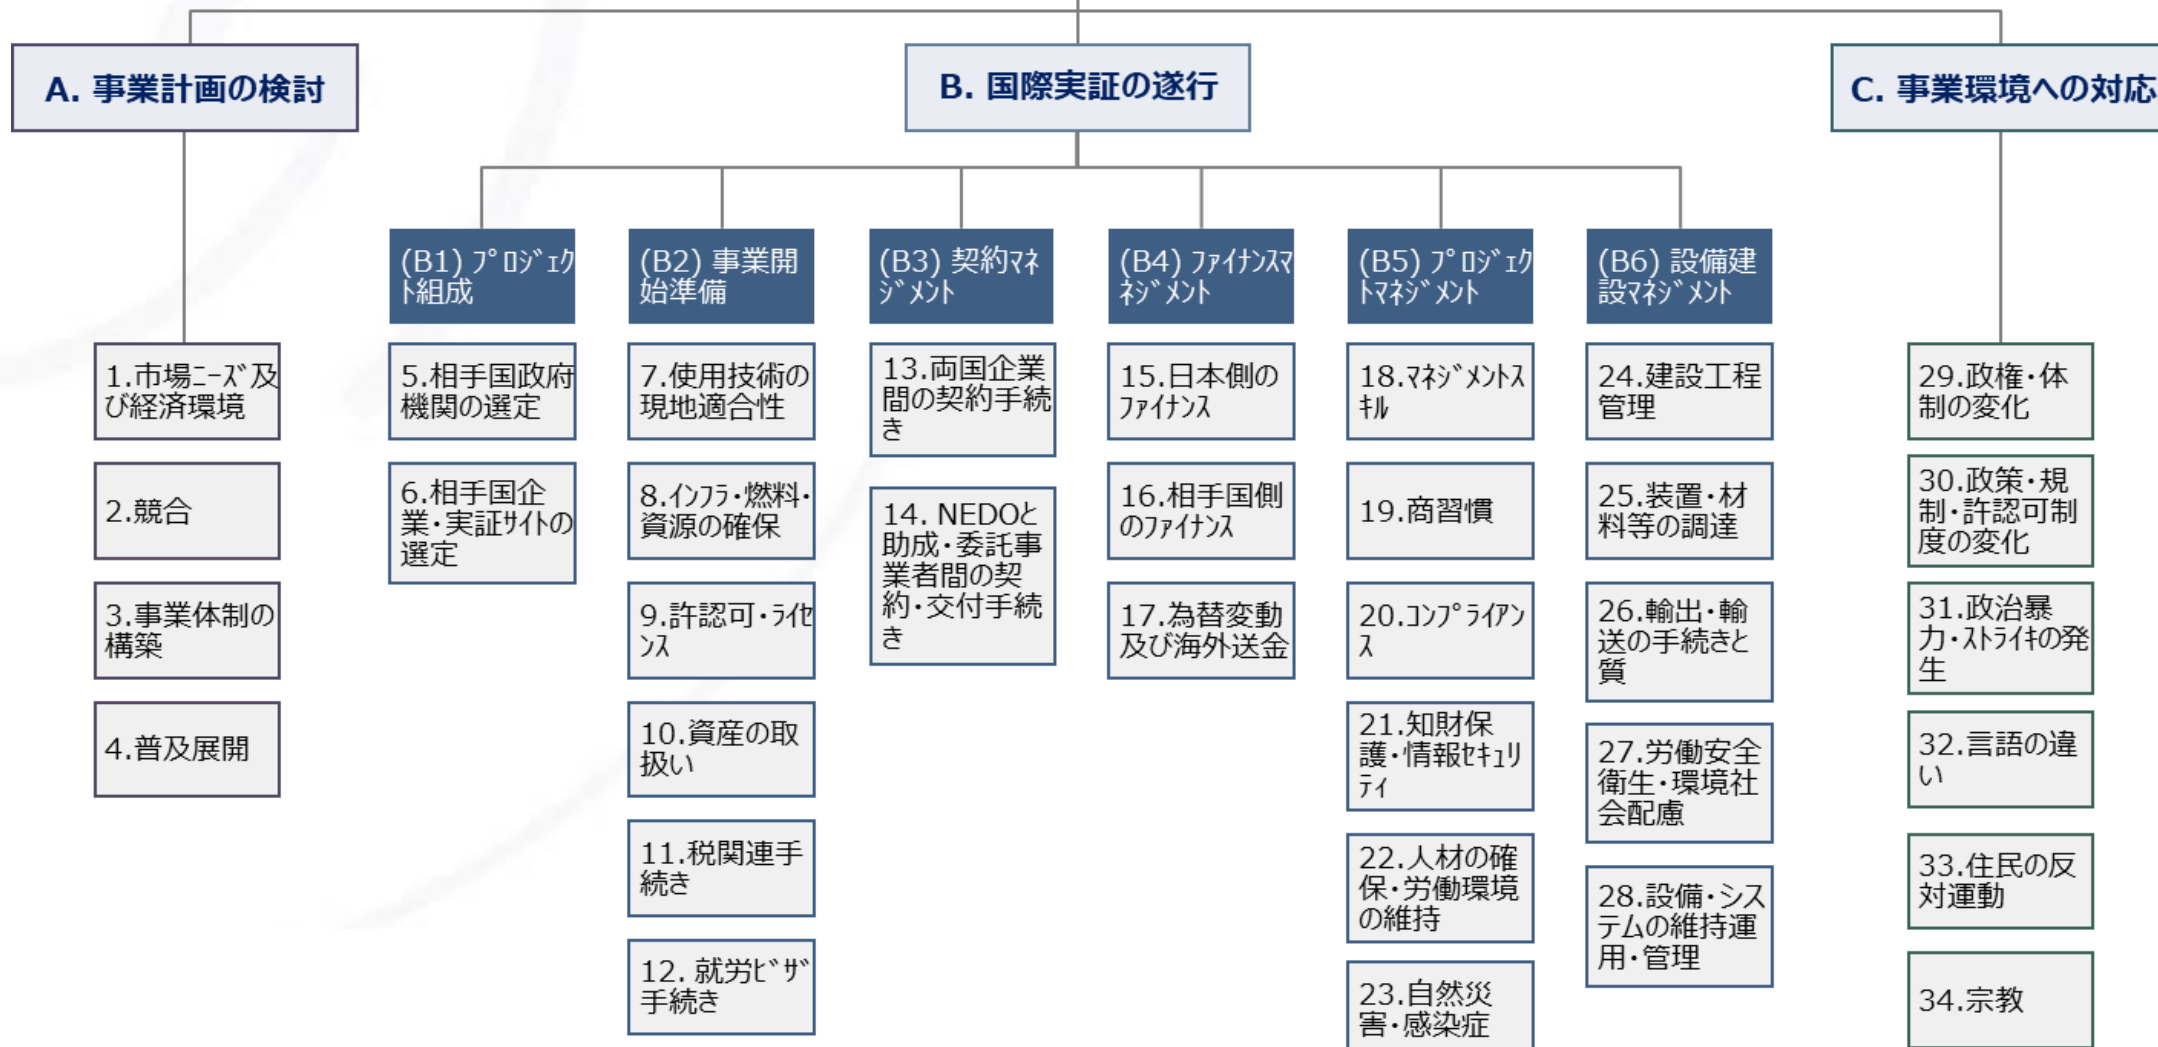 A. 事業計画の検討
B. 国際実証の遂行
C. 事業環境への対応
(B1) ﾌﾟﾛｼﾞｪｸ
ﾄ組成
(B2) 事業開
始準備
(B3) 契約ﾏﾈ
ｼﾞﾒﾝﾄ
(B4) ﾌｧｲﾅﾝｽﾏ
ﾈｼﾞﾒﾝﾄ
(B5) ﾌﾟﾛｼﾞｪｸ
ﾄﾏﾈｼﾞﾒﾝﾄ
(B6) 設備建
設ﾏﾈｼﾞﾒﾝﾄ
1.市場ﾆｰｽﾞ及
び経済環境
2.競合
3.事業体制の
構築
4.普及展開
5.相手国政府
機関の選定
6.相手国企
業・実証ｻｲﾄの
選定
7.使用技術の
現地適合性
8.ｲﾝﾌﾗ・燃料・
資源の確保
9.許認可・ﾗｲｾ
ﾝｽ
10.資産の取
扱い
11.税関連手
続き
12. 就労ﾋﾞｻﾞ
手続き
13.両国企業
間の契約手続
き
14. NEDOと
助成・委託事
業者間の契
約・交付手続
き
15.日本側の
ﾌｧｲﾅﾝｽ
16.相手国側
のﾌｧｲﾅﾝｽ
17.為替変動
及び海外送金
18.ﾏﾈｼﾞﾒﾝﾄｽ
ｷﾙ
19.商習慣
20.ｺﾝﾌﾟﾗｲｱﾝ
ｽ
21.知財保
護・情報ｾｷｭﾘ
ﾃｨ
22.人材の確
保・労働環境
の維持
23.自然災
害・感染症
24.建設工程
管理
25.装置・材
料等の調達
26.輸出・輸
送の手続きと
質
27.労働安全
衛生・環境社
会配慮
28.設備・シス
テムの維持運
用・管理
29.政権・体
制の変化
30.政策・規
制・許認可制
度の変化
31.政治暴
力・ｽﾄﾗｲｷの発
生
32.言語の違
い
33.住民の反
対運動
34.宗教